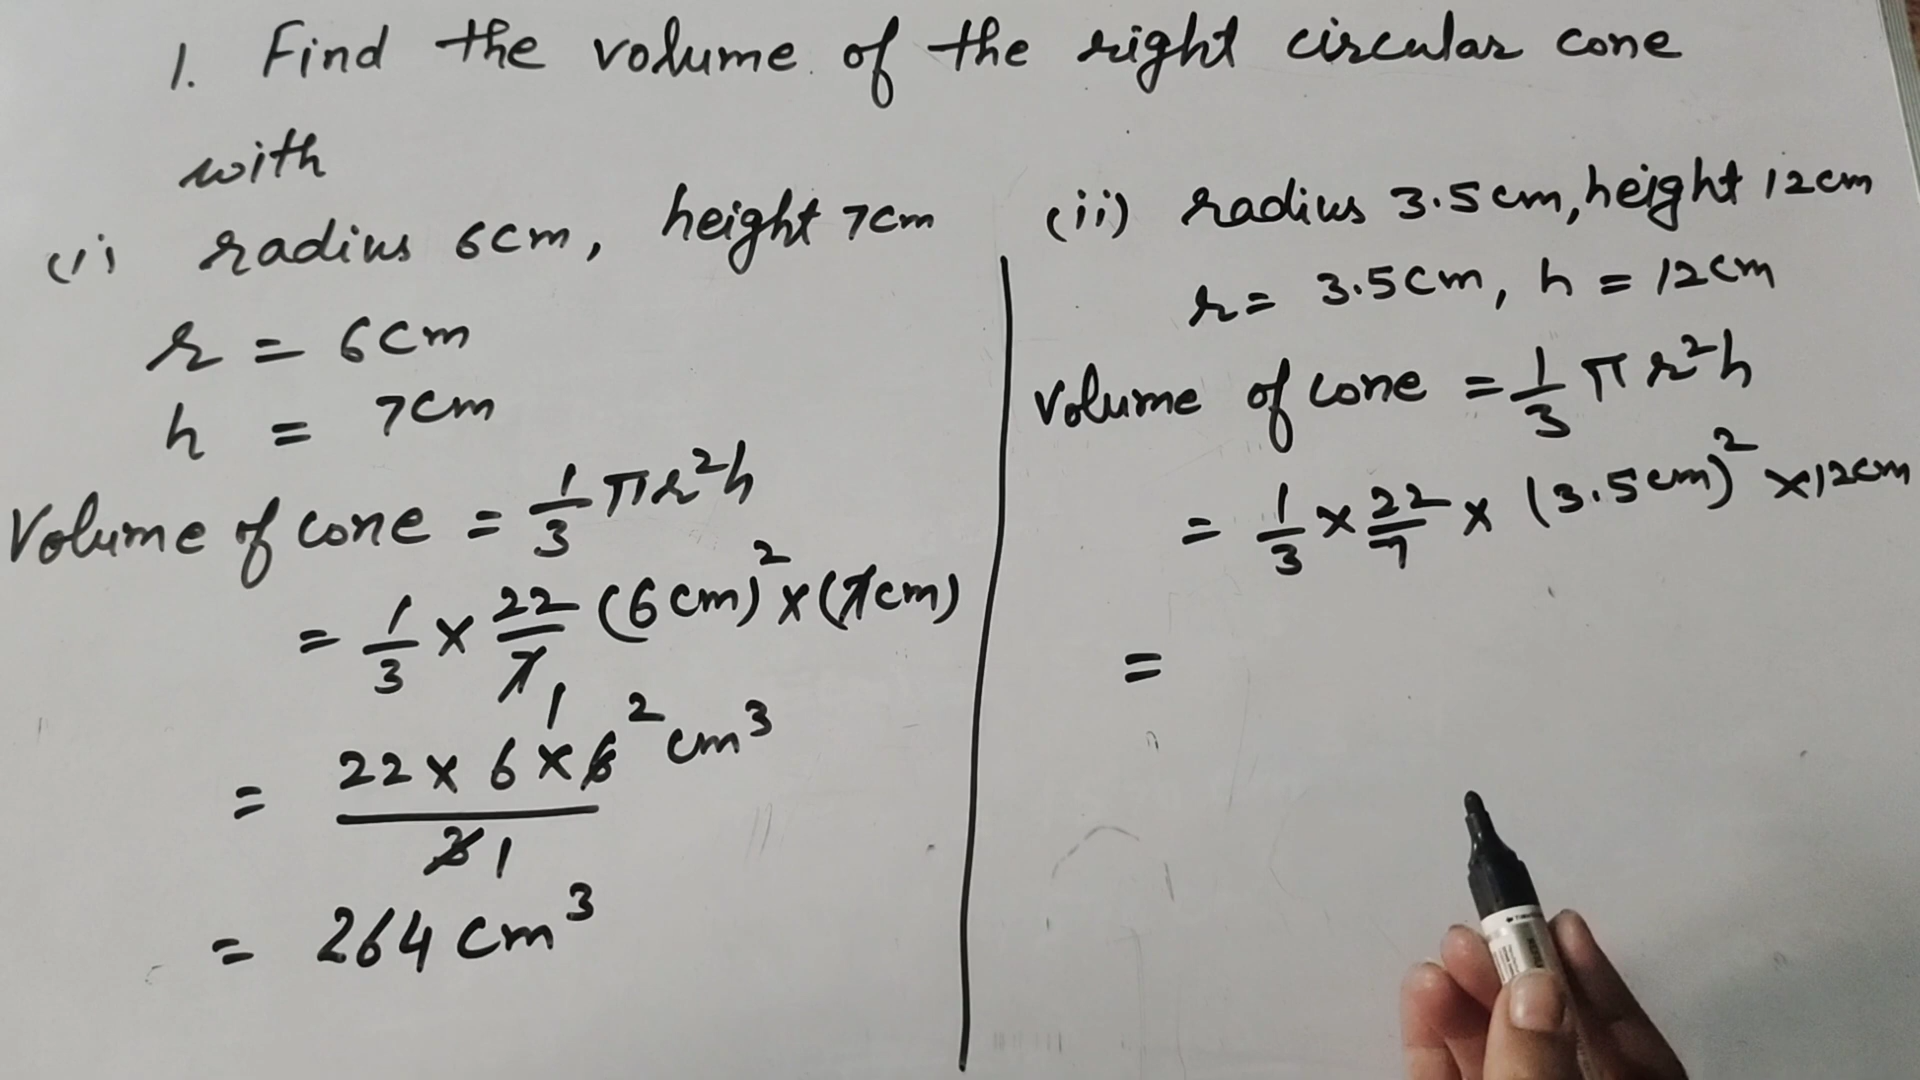 1. Find the volume of the right circular cone
with
(i) radius 6cm, height 7cm
r = 6cm
h = 7cm
Volume of cone = 1/3 πr²h
= 1/3 × 22/7 (6cm)² × (7cm)
= 22 × 6 × 6 ² cm³ / 3 1
1
= 264 cm³
(ii) radius 3.5cm, height 12cm
r = 3.5cm, h = 12cm
Volume of cone = 1/3 πr²h
= 1/3 × 22/7 × (3.5cm)² × 12cm
=